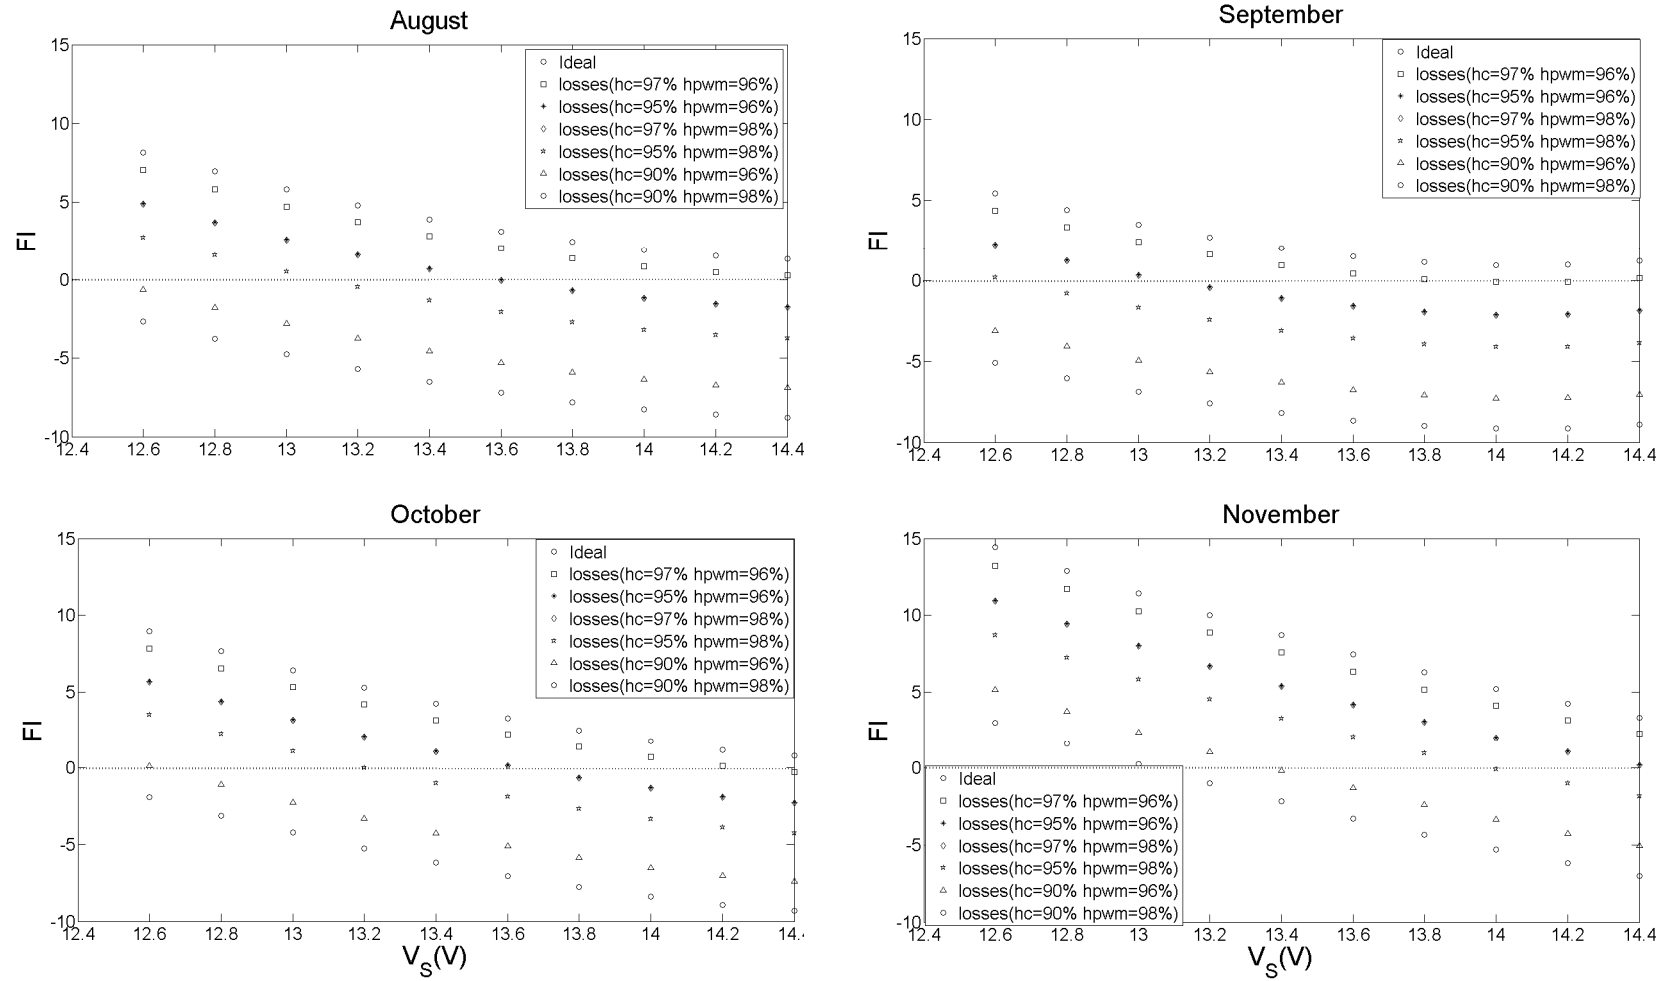 August
15
10
5
0
-5
-10
FI
12.4 12.6 12.8 13 13.2 13.4 13.6 13.8 14 14.2 14.4
Ideal
losses(hc=97% hpwm=96%)
losses(hc=95% hpwm=96%)
losses(hc=97% hpwm=98%)
losses(hc=95% hpwm=98%)
losses(hc=90% hpwm=96%)
losses(hc=90% hpwm=98%)
September
15
10
5
0
-5
-10
FI
12.4 12.6 12.8 13 13.2 13.4 13.6 13.8 14 14.2 14.4
Ideal
losses(hc=97% hpwm=96%)
losses(hc=95% hpwm=96%)
losses(hc=97% hpwm=98%)
losses(hc=95% hpwm=98%)
losses(hc=90% hpwm=96%)
losses(hc=90% hpwm=98%)
October
15
10
5
0
-5
-10
FI
12.4 12.6 12.8 13 13.2 13.4 13.6 13.8 14 14.2 14.
Vs(V)
Ideal
losses(hc=97% hpwm=96%)
losses(hc=95% hpwm=96%)
losses(hc=97% hpwm=98%)
losses(hc=95% hpwm=98%)
losses(hc=90% hpwm=96%)
losses(hc=90% hpwm=98%)
November
15
10
5
0
-5
-10
FI
12.4 12.6 12.8 13 13.2 13.4 13.6 13.8 14 14.2 14.4
Vs(V)
Ideal
losses(hc=97% hpwm=96%)
losses(hc=95% hpwm=96%)
losses(hc=97% hpwm=98%)
losses(hc=95% hpwm=98%)
losses(hc=90% hpwm=96%)
losses(hc=90% hpwm=98%)